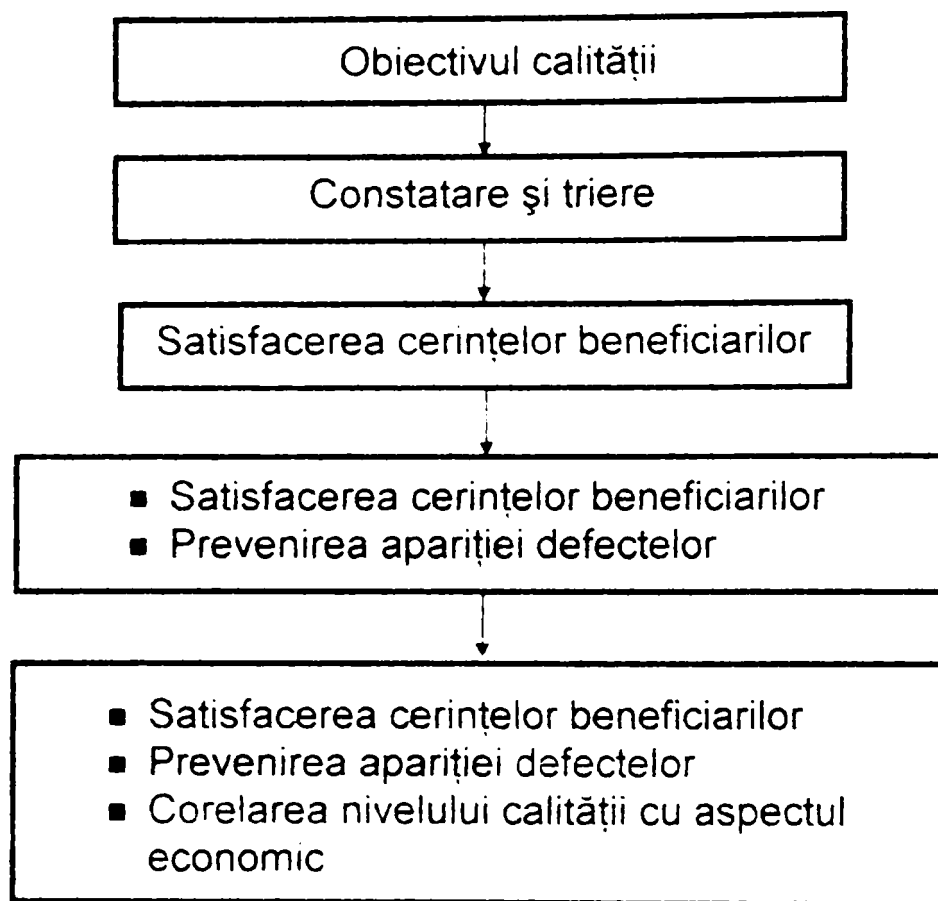 Obiectivul calității
Constatare şi triere
Satisfacerea cerințelor beneficiarilor
▪ Satisfacerea cerințelor beneficiarilor
▪ Prevenirea apariției defectelor
▪ Satisfacerea cerințelor beneficiarilor
▪ Prevenirea apariției defectelor
▪ Corelarea nivelului calității cu aspectul
economic